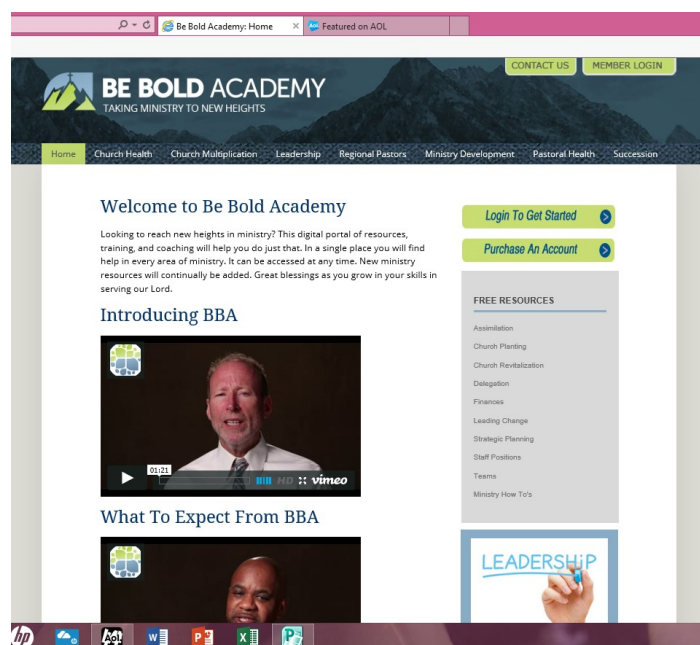 Be Bold Academy: Home
Featured on AOL
CONTACT US
MEMBER LOGIN
BE BOLD ACADEMY
TAKING MINISTRY TO NEW HEIGHTS
Home Church Health Church Multiplication Leadership Regional Pastors Ministry Development Pastoral Health Succession
Welcome to Be Bold Academy
Looking to reach new heights in ministry? This digital portal of resources,
training, and coaching will help you do just that. In a single place you will find
help in every area of ministry. It can be accessed at any time. New ministry
resources will continually be added. Great blessings as you grow in your skills in
serving our Lord.
Introducing BBA
01:21
HD vimeo
What To Expect From BBA
Login To Get Started
Purchase An Account
FREE RESOURCES
Assimilation
Church Planting
Church Revitalization
Delegation
Finances
Leading Change
Strategic Planning
Staff Positions
Teams
Ministry How To's
LEADERSHiP
hp
Aol.